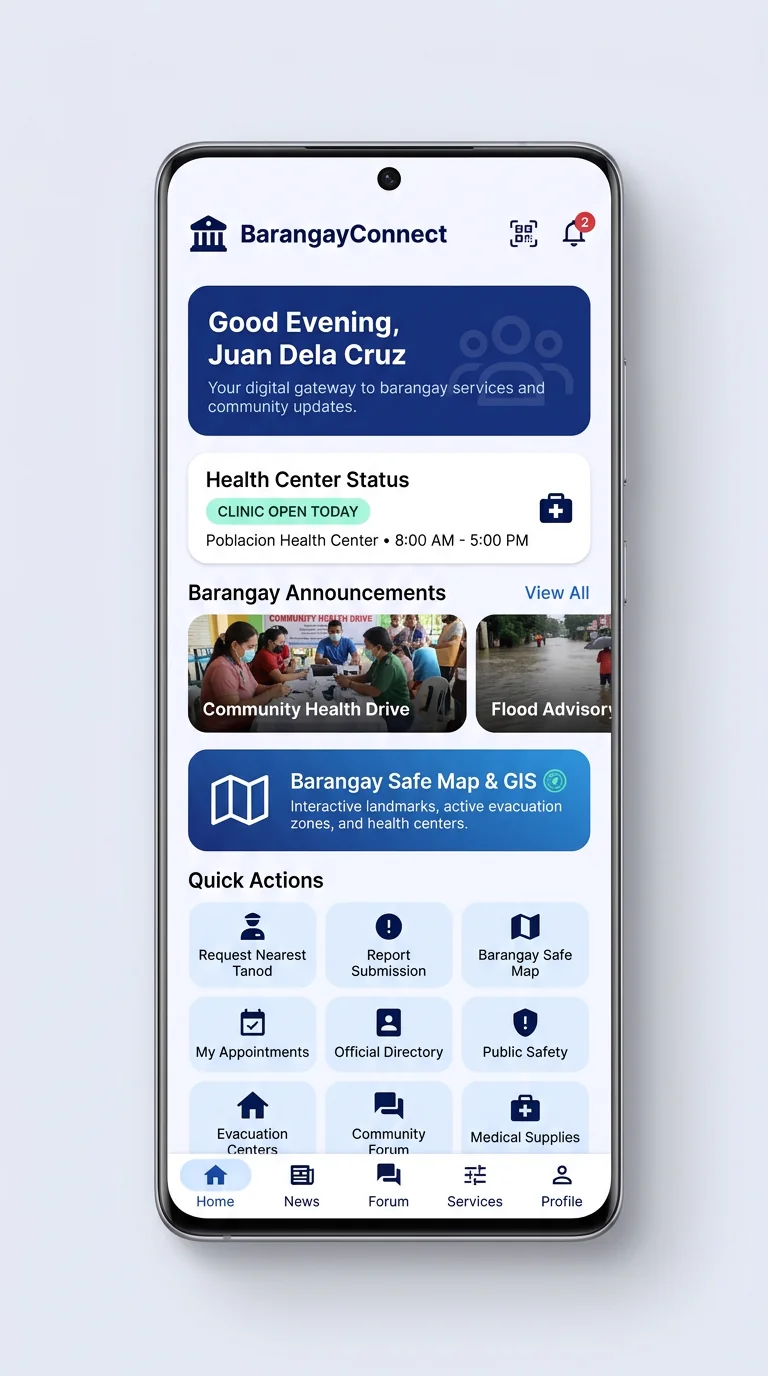 BarangayConnect
2
Good Evening,
Juan Dela Cruz
Your digital gateway to barangay services and
community updates.
Health Center Status
CLINIC OPEN TODAY
Poblacion Health Center • 8:00 AM - 5:00 PM
Barangay Announcements
View All
COMMUNITY HEALTH DRIVE
Community Health Drive
Flood Advisory
Barangay Safe Map & GIS
Interactive landmarks, active evacuation
zones, and health centers.
Quick Actions
Request Nearest
Tanod
Report
Submission
Barangay Safe
Map
My Appointments
Official Directory
Public Safety
Evacuation
Centers
Community
Forum
Medical Supplies
Home
News
Forum
Services
Profile